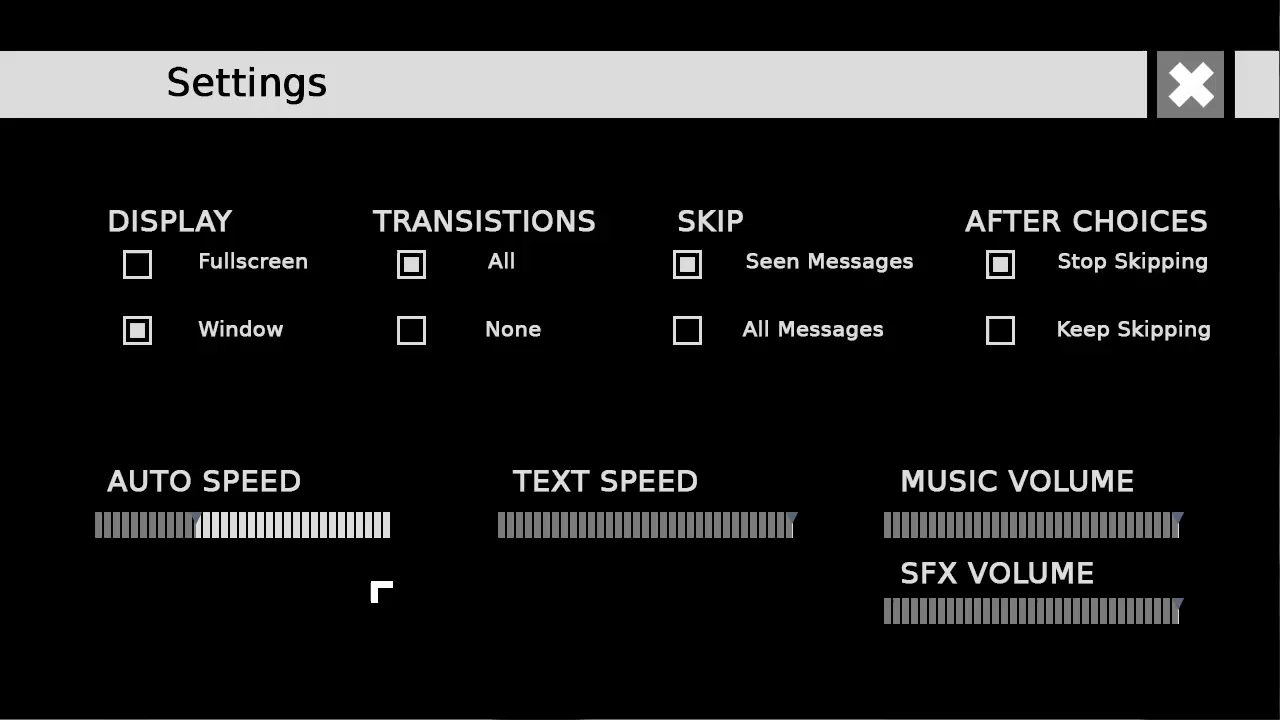 Settings
DISPLAY
Fullscreen
Window
TRANSISTIONS
All
None
SKIP
Seen Messages
All Messages
AFTER CHOICES
Stop Skipping
Keep Skipping
AUTO SPEED
TEXT SPEED
MUSIC VOLUME
SFX VOLUME